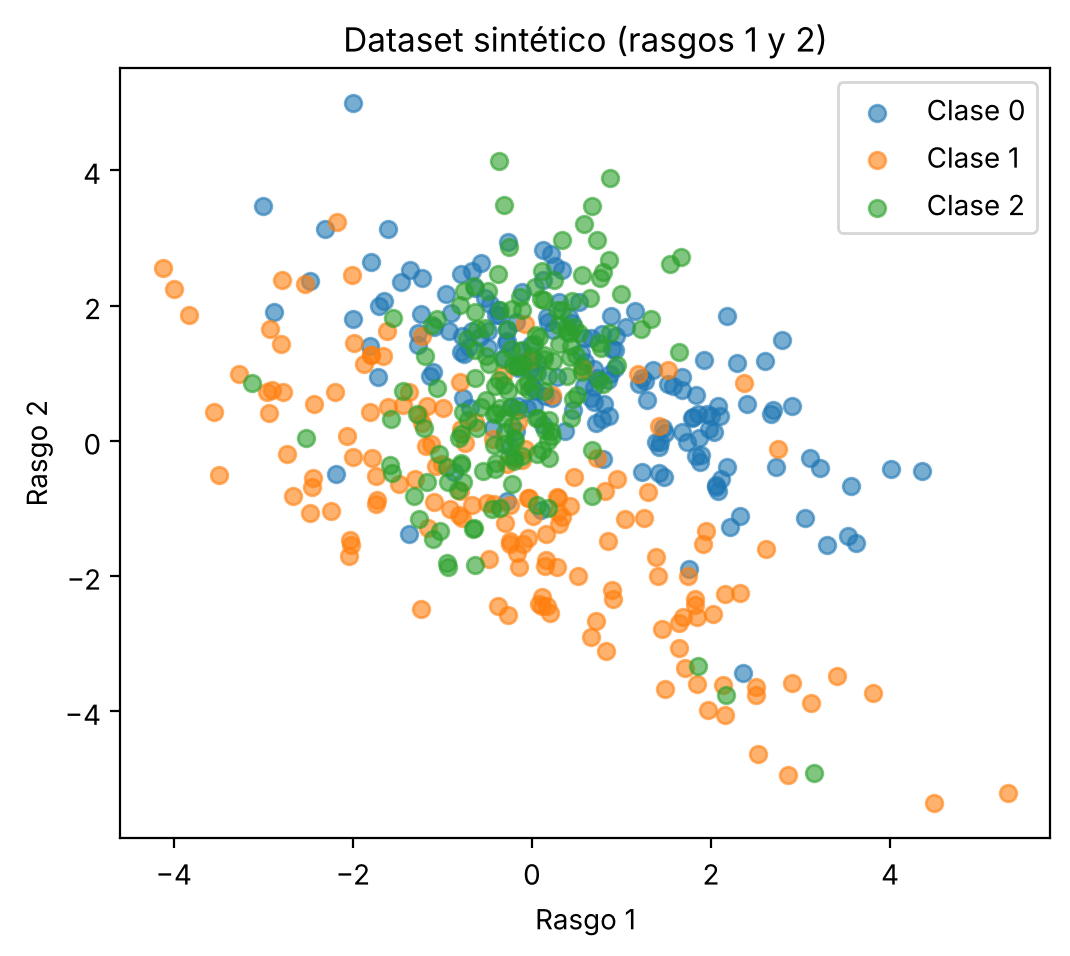 Dataset sintético (rasgos 1 y 2)
Clase 0
Clase 1
Clase 2
4
2
0
−2
−4
Rasgo 2
−4
−2
0
2
4
Rasgo 1